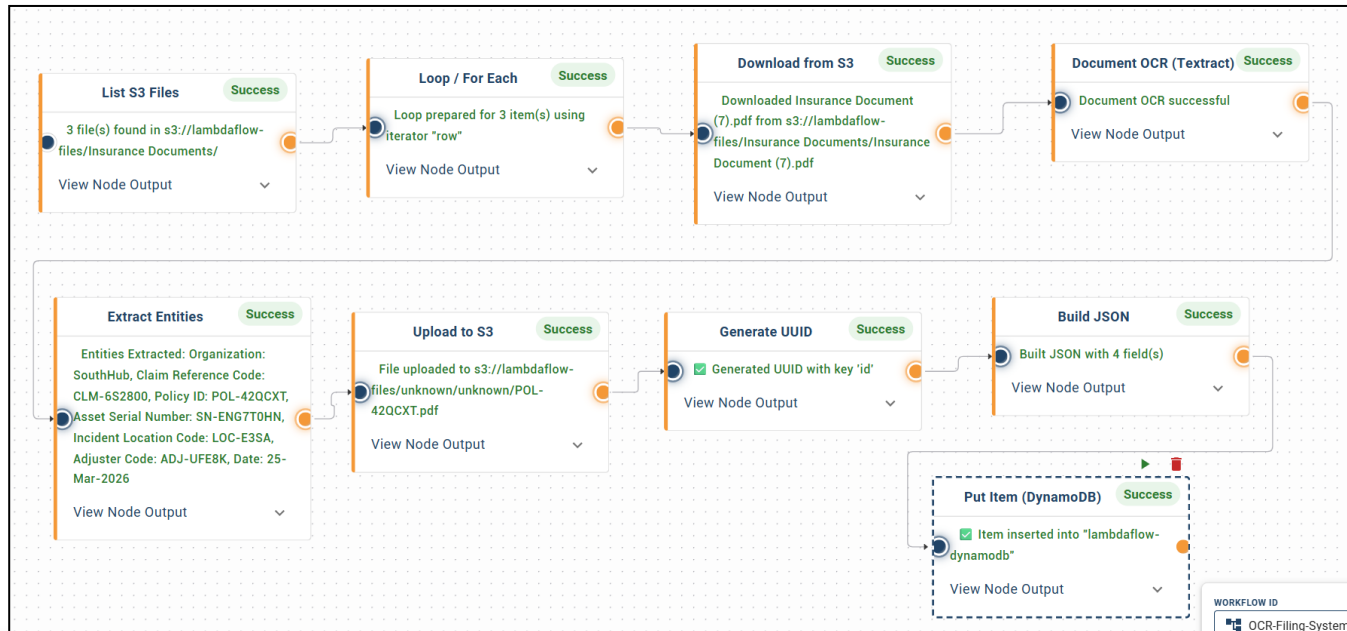 List S3 Files
Success
3 file(s) found in s3://lambdaflow-
files/Insurance Documents/
View Node Output
Loop / For Each
Success
Loop prepared for 3 item(s) using
iterator "row"
View Node Output
Download from S3
Success
Downloaded Insurance Document
(7).pdf from s3://lambdaflow-
files/Insurance Documents/Insurance
Document (7).pdf
View Node Output
Document OCR (Textract)
Success
Document OCR successful
View Node Output
Extract Entities
Success
Entities Extracted: Organization:
SouthHub, Claim Reference Code:
CLM-6S2800, Policy ID: POL-42QCXT,
Asset Serial Number: SN-ENG7T0HN,
Incident Location Code: LOC-E3SA,
Adjuster Code: ADJ-UFE8K, Date: 25-
Mar-2026
View Node Output
Upload to S3
Success
File uploaded to s3://lambdaflow-
files/unknown/unknown/POL-
42QCXT.pdf
View Node Output
Generate UUID
Success
✅ Generated UUID with key 'id'
View Node Output
Build JSON
Success
Built JSON with 4 field(s)
View Node Output
Put Item (DynamoDB)
Success
✅ Item inserted into "lambdaflow-
dynamodb"
View Node Output
WORKFLOW ID
OCR-Filing-System